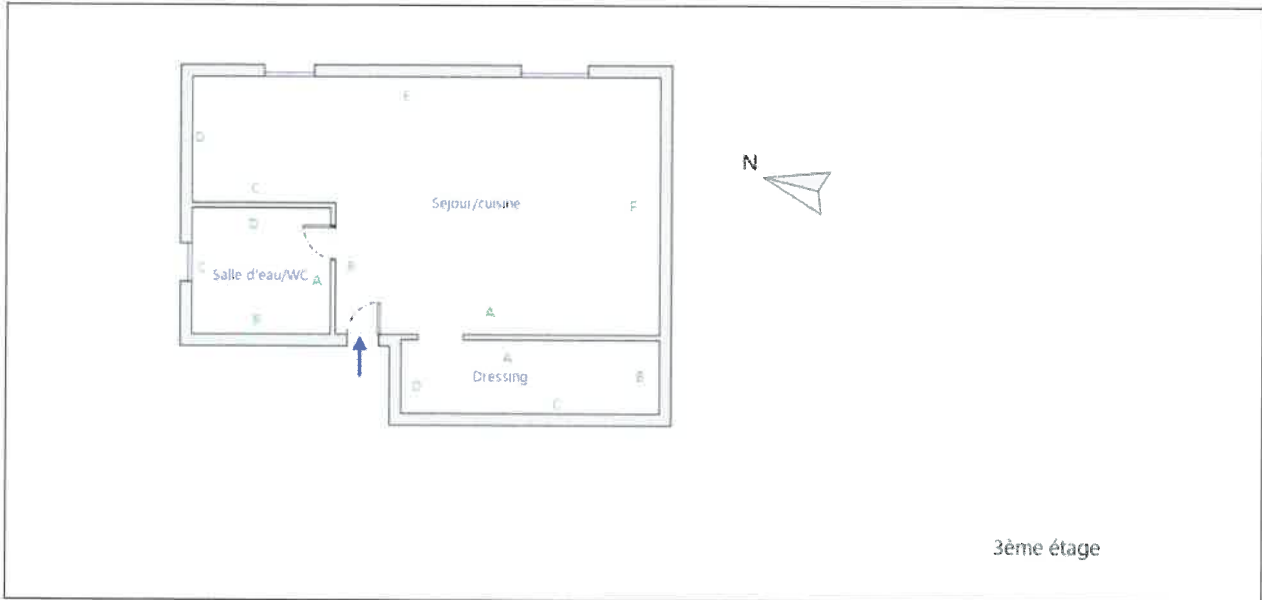 E
D
N
C
Sejour/cuisine
F
D
C
B
Salle d'eau/WC
A
A
B
A
Dressing
B
D
C
3ème étage